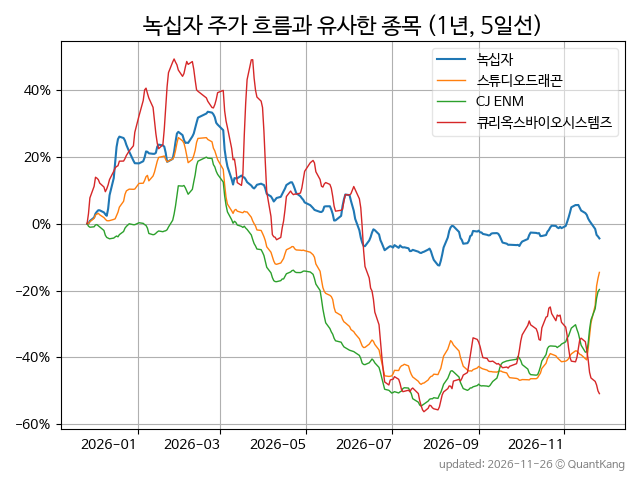 녹십자 주가 흐름과 유사한 종목 (1년, 5일선)
녹십자
스튜디오드래곤
CJ ENM
큐리옥스바이오시스템즈
40%
20%
0%
−20%
−40%
−60%
2026-01
2026-03
2026-05
2026-07
2026-09
2026-11
updated: 2026-11-26 © QuantKang